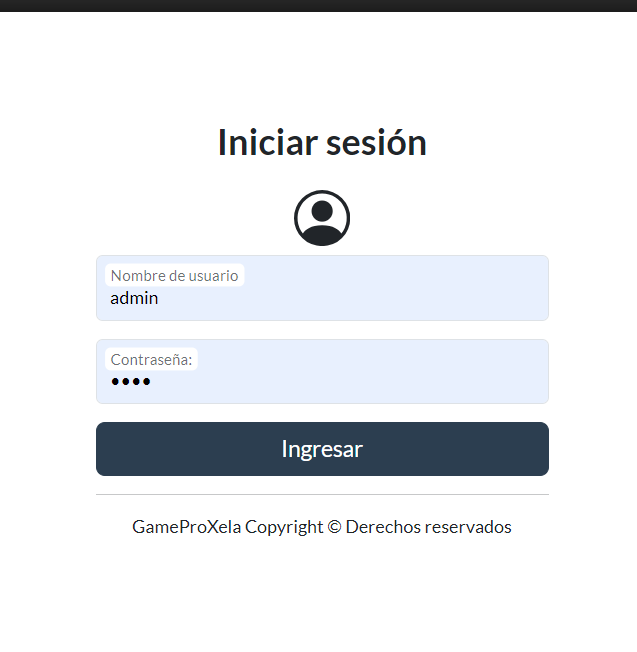 Iniciar sesión
Nombre de usuario
admin
Contraseña:
••••
Ingresar
GameProXela Copyright © Derechos reservados